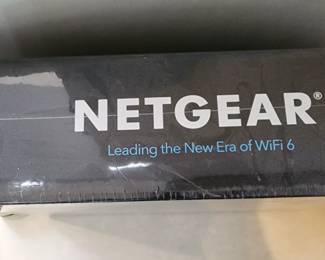 NETGEAR®
Leading the New Era of WiFi 6